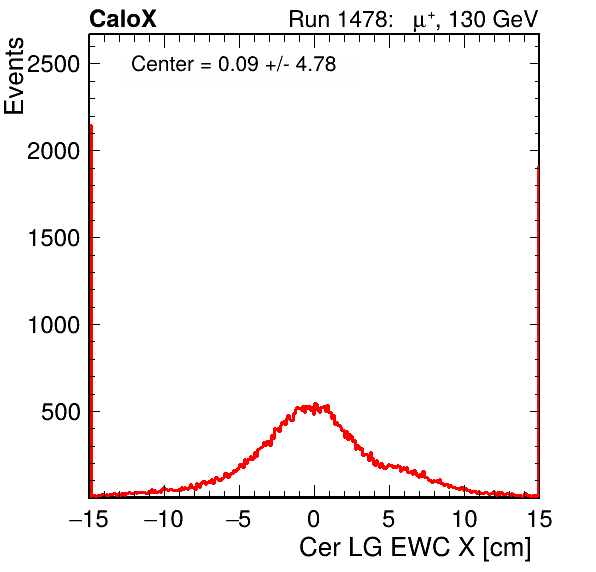 CaloX Run 1478: μ⁺, 130 GeV
Events
Center = 0.09 +/- 4.78
2500
2000
1500
1000
500
−15 −10 −5 0 5 10 15
Cer LG EWC X [cm]